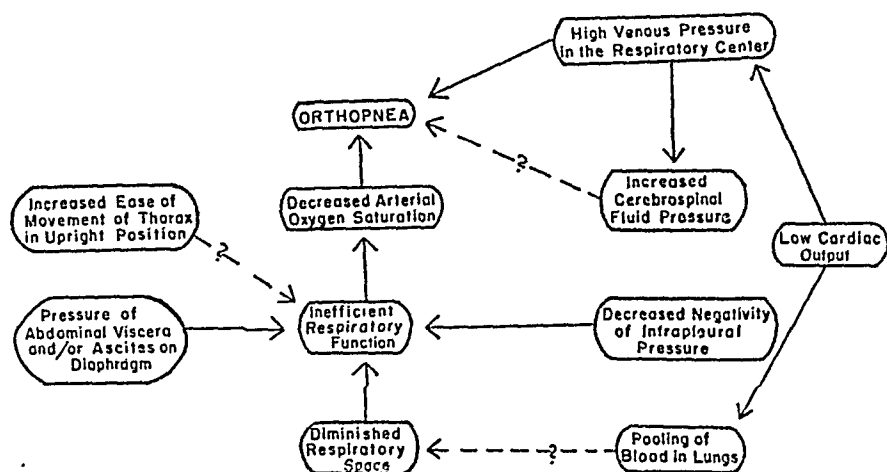 High Venous Pressure
in the Respiratory Center
ORTHOPNEA
?
Increased Ease of
Movement of Thorax
in Upright Position
Decreased Arterial
Oxygen Saturation
Increased
Cerebrospinal
Fluid Pressure
Low Cardiac
Output
?
Pressure of
Abdominal Viscera
and/or Ascites on
Diaphragm
Inefficient
Respiratory
Function
Decreased Negativity
of Intrapleural
Pressure
Diminished
Respiratory
Space
?
Pooling of
Blood in Lungs